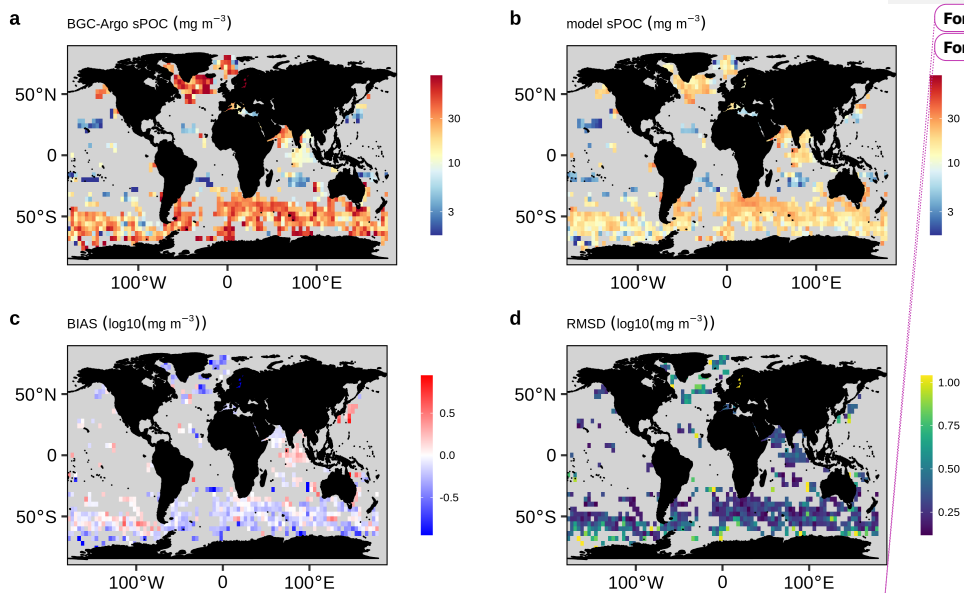 a BGC-Argo sPOC (mg m⁻³)
50°N
0
50°S
100°W 0 100°E
30
10
3
b model sPOC (mg m⁻³)
50°N
0
50°S
100°W 0 100°E
30
10
3
c BIAS (log10(mg m⁻³))
50°N
0
50°S
100°W 0 100°E
0.5
0.0
-0.5
d RMSD (log10(mg m⁻³))
50°N
0
50°S
100°W 0 100°E
1.00
0.75
0.50
0.25
For
For